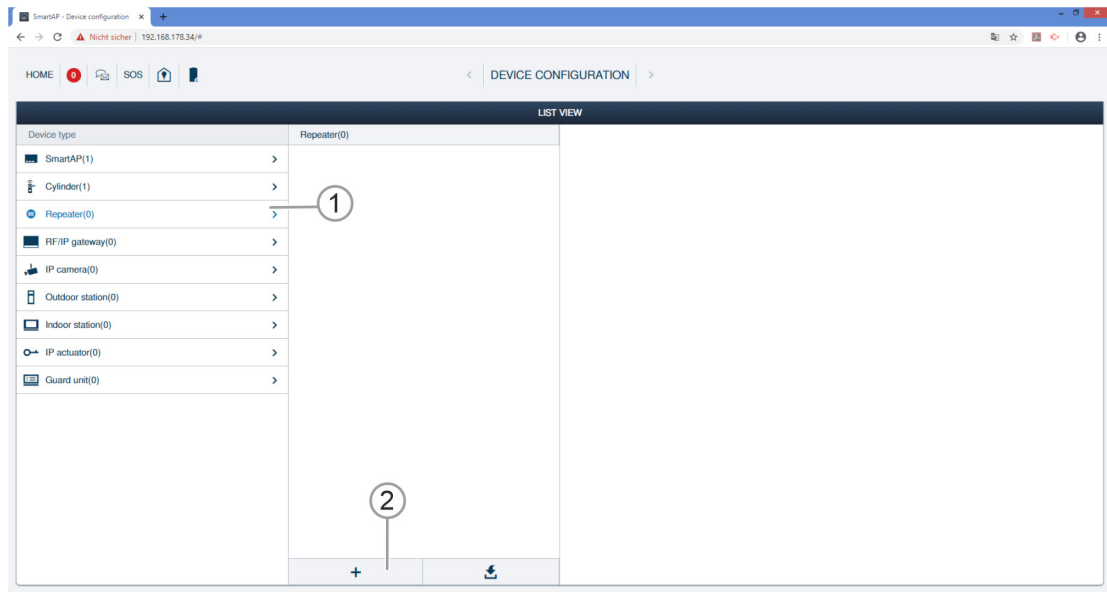 SmartAP - Device configuration
Nicht sicher | 192.168.178.34/#
HOME 0 SOS DEVICE CONFIGURATION
LIST VIEW
Device type Repeater(0)
SmartAP(1)
Cylinder(1)
1
Repeater(0)
RF/IP gateway(0)
IP camera(0)
Outdoor station(0)
Indoor station(0)
IP actuator(0)
Guard unit(0)
2
+